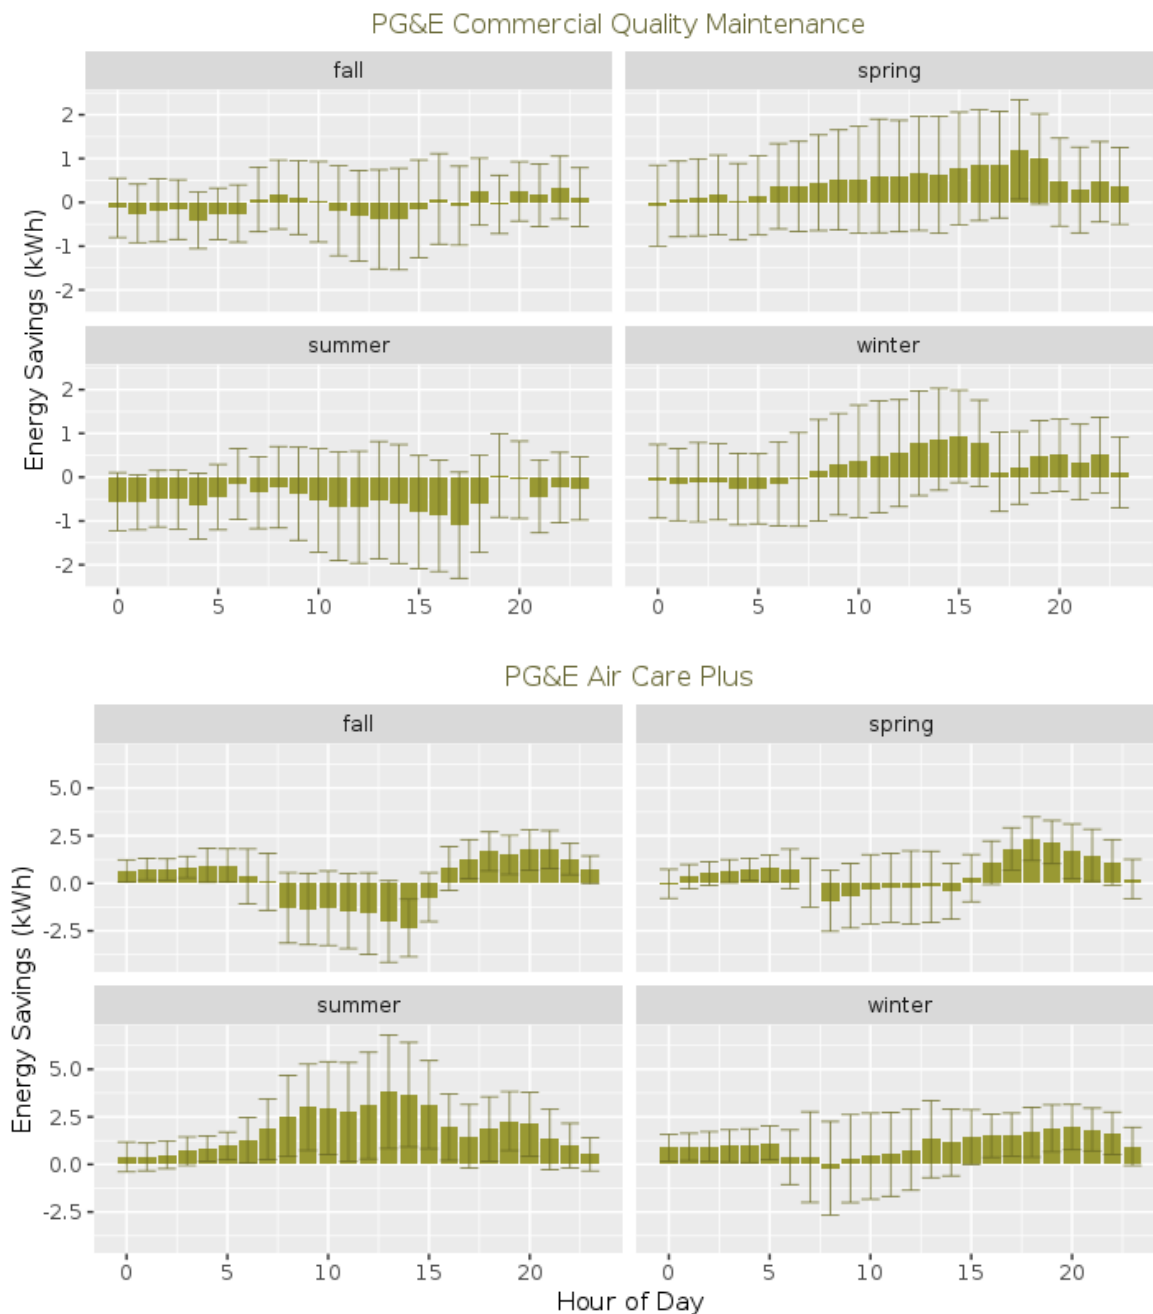 PG&E Commercial Quality Maintenance
fall
spring
2
1
0
-1
-2
summer
winter
2
1
0
-1
-2
Energy Savings (kWh)
0 5 10 15 20
0 5 10 15 20
PG&E Air Care Plus
fall
spring
5.0
2.5
0.0
-2.5
summer
winter
5.0
2.5
0.0
-2.5
Energy Savings (kWh)
0 5 10 15 20
0 5 10 15 20
Hour of Day